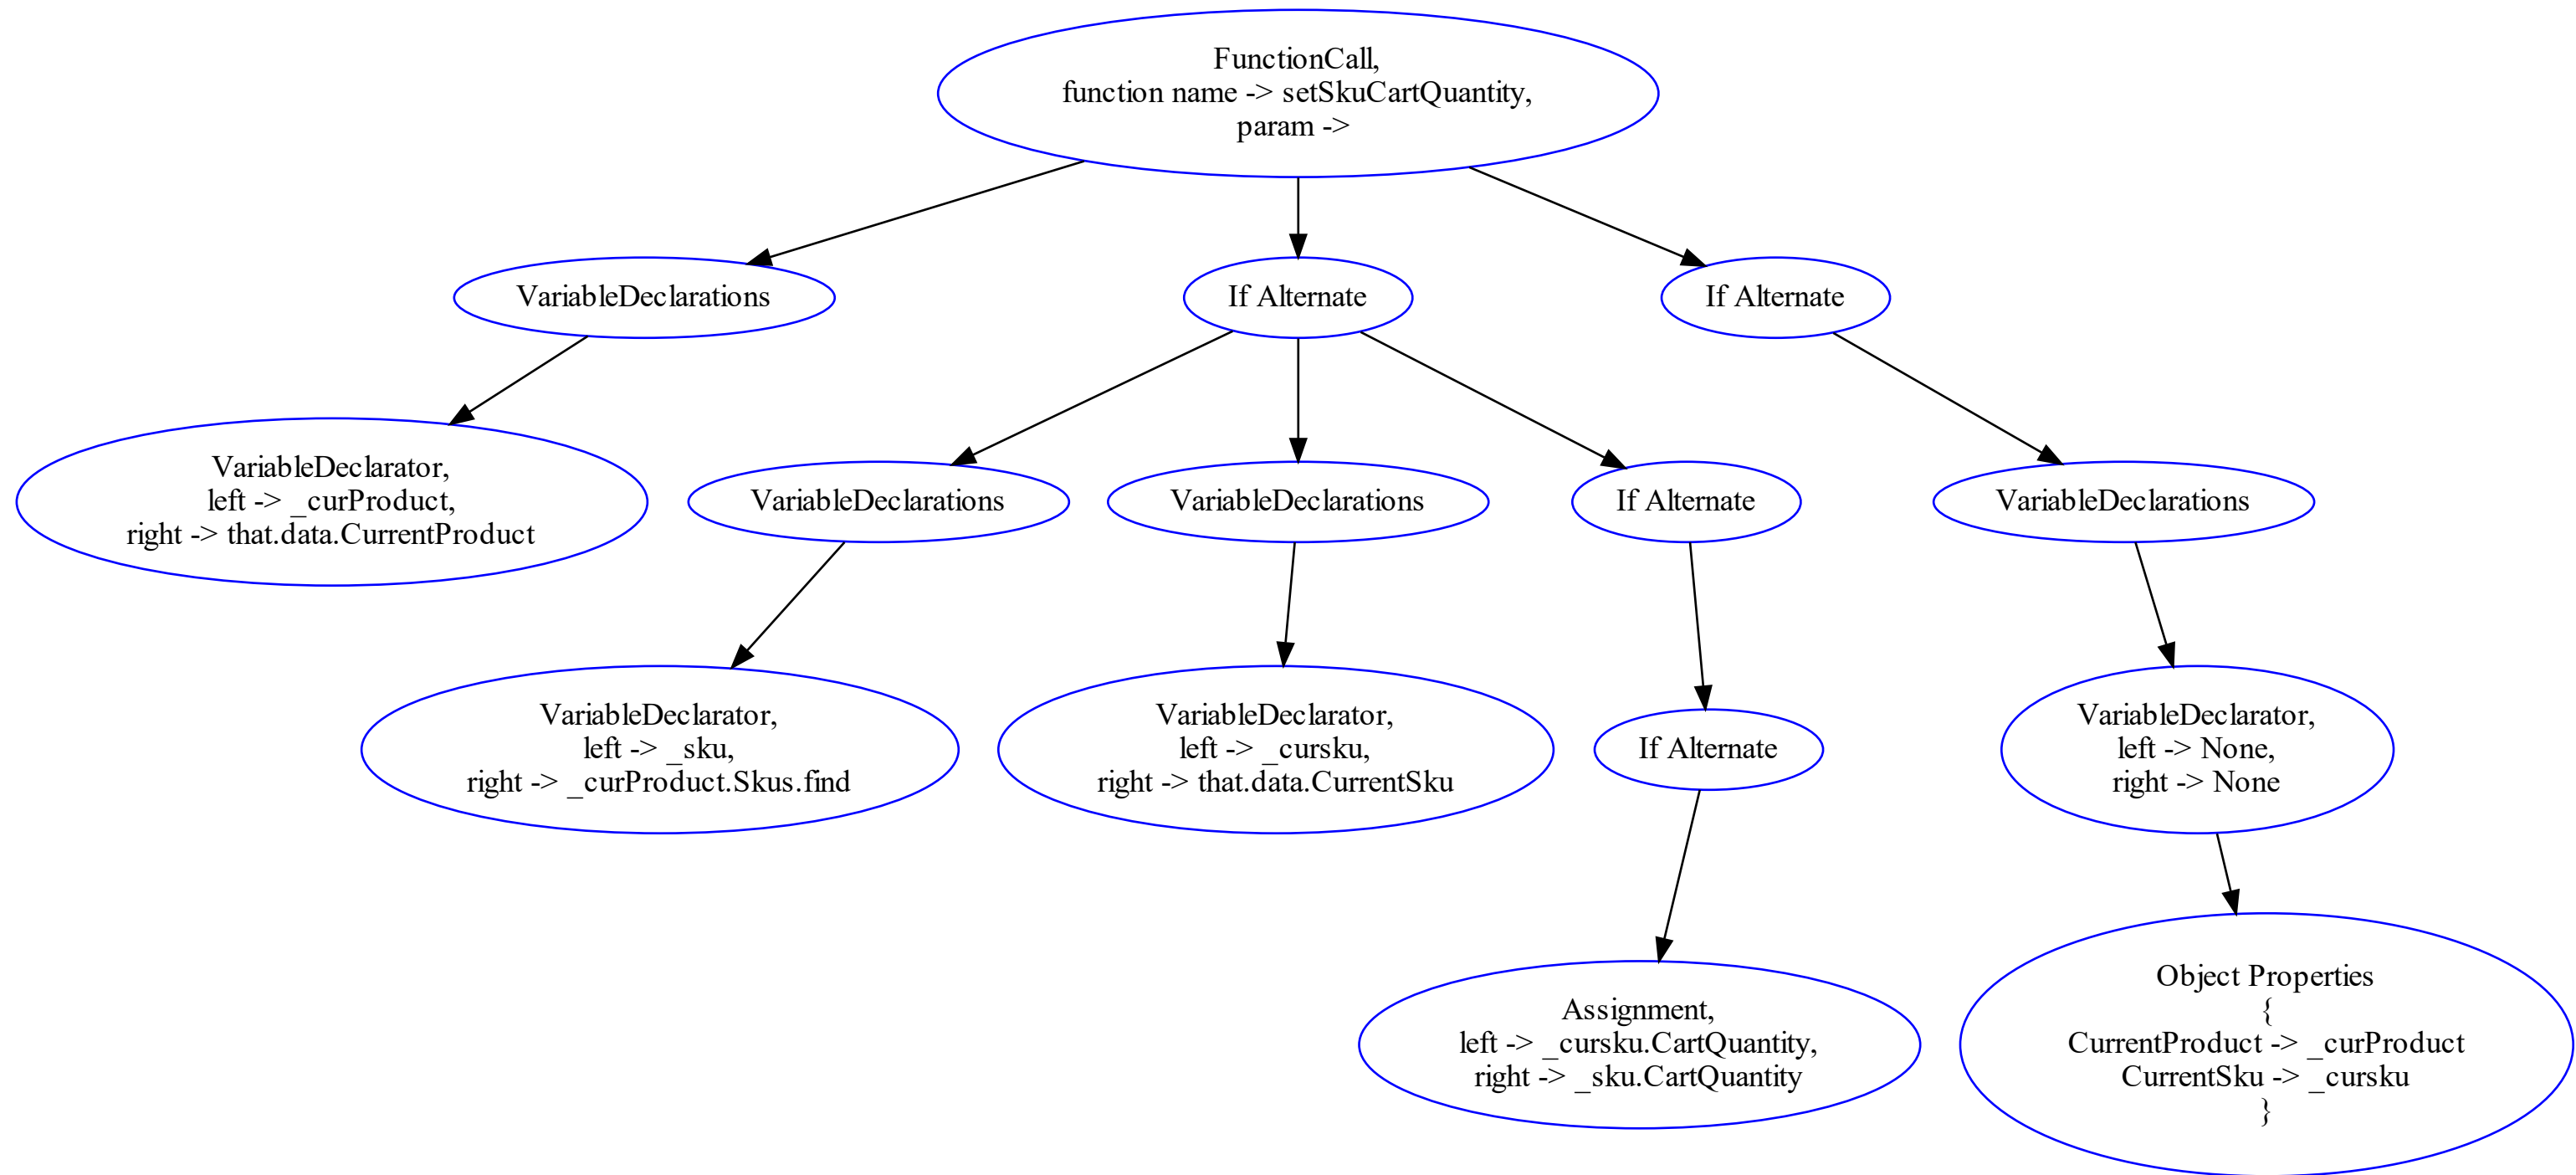 FunctionCall,
function name -> setSkuCartQuantity,
param ->
VariableDeclarations
If Alternate
If Alternate
VariableDeclarator,
left -> _curProduct,
right -> that.data.CurrentProduct
VariableDeclarations
VariableDeclarations
If Alternate
VariableDeclarations
VariableDeclarator,
left -> _sku,
right -> _curProduct.Skus.find
VariableDeclarator,
left -> _cursku,
right -> that.data.CurrentSku
If Alternate
VariableDeclarator,
left -> None,
right -> None
Assignment,
left -> _cursku.CartQuantity,
right -> _sku.CartQuantity
Object Properties
{
CurrentProduct -> _curProduct
CurrentSku -> _cursku
}